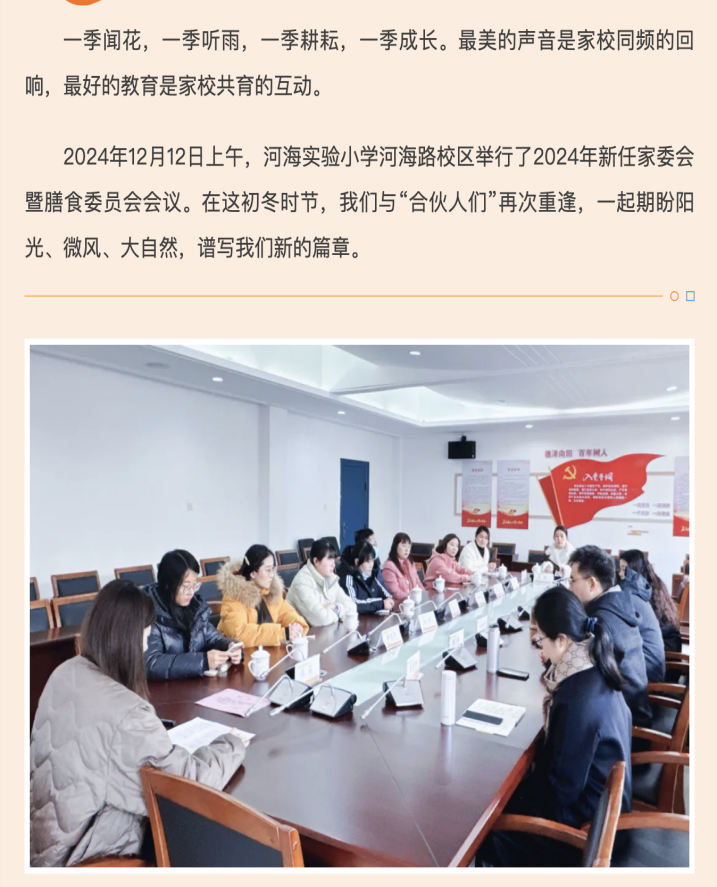 一季闻花，一季听雨，一季耕耘，一季成长。最美的声音是家校同频的回
响，最好的教育是家校共育的互动。
2024年12月12日上午，河海实验小学河海路校区举行了2024年新任家委会
暨膳食委员会会议。在这初冬时节，我们与“合伙人们”再次重逢，一起期盼阳
光、微风、大自然，谱写我们新的篇章。
百年树人
入党誓词